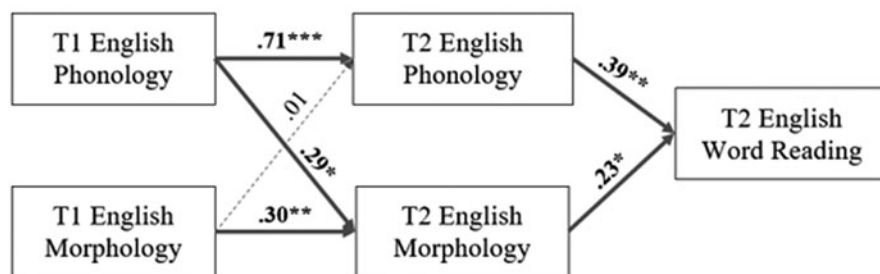 T1 English
Phonology
.71***
T2 English
Phonology
.39**
.01
T2 English
Word Reading
.29*
.23*
T1 English
Morphology
.30**
T2 English
Morphology